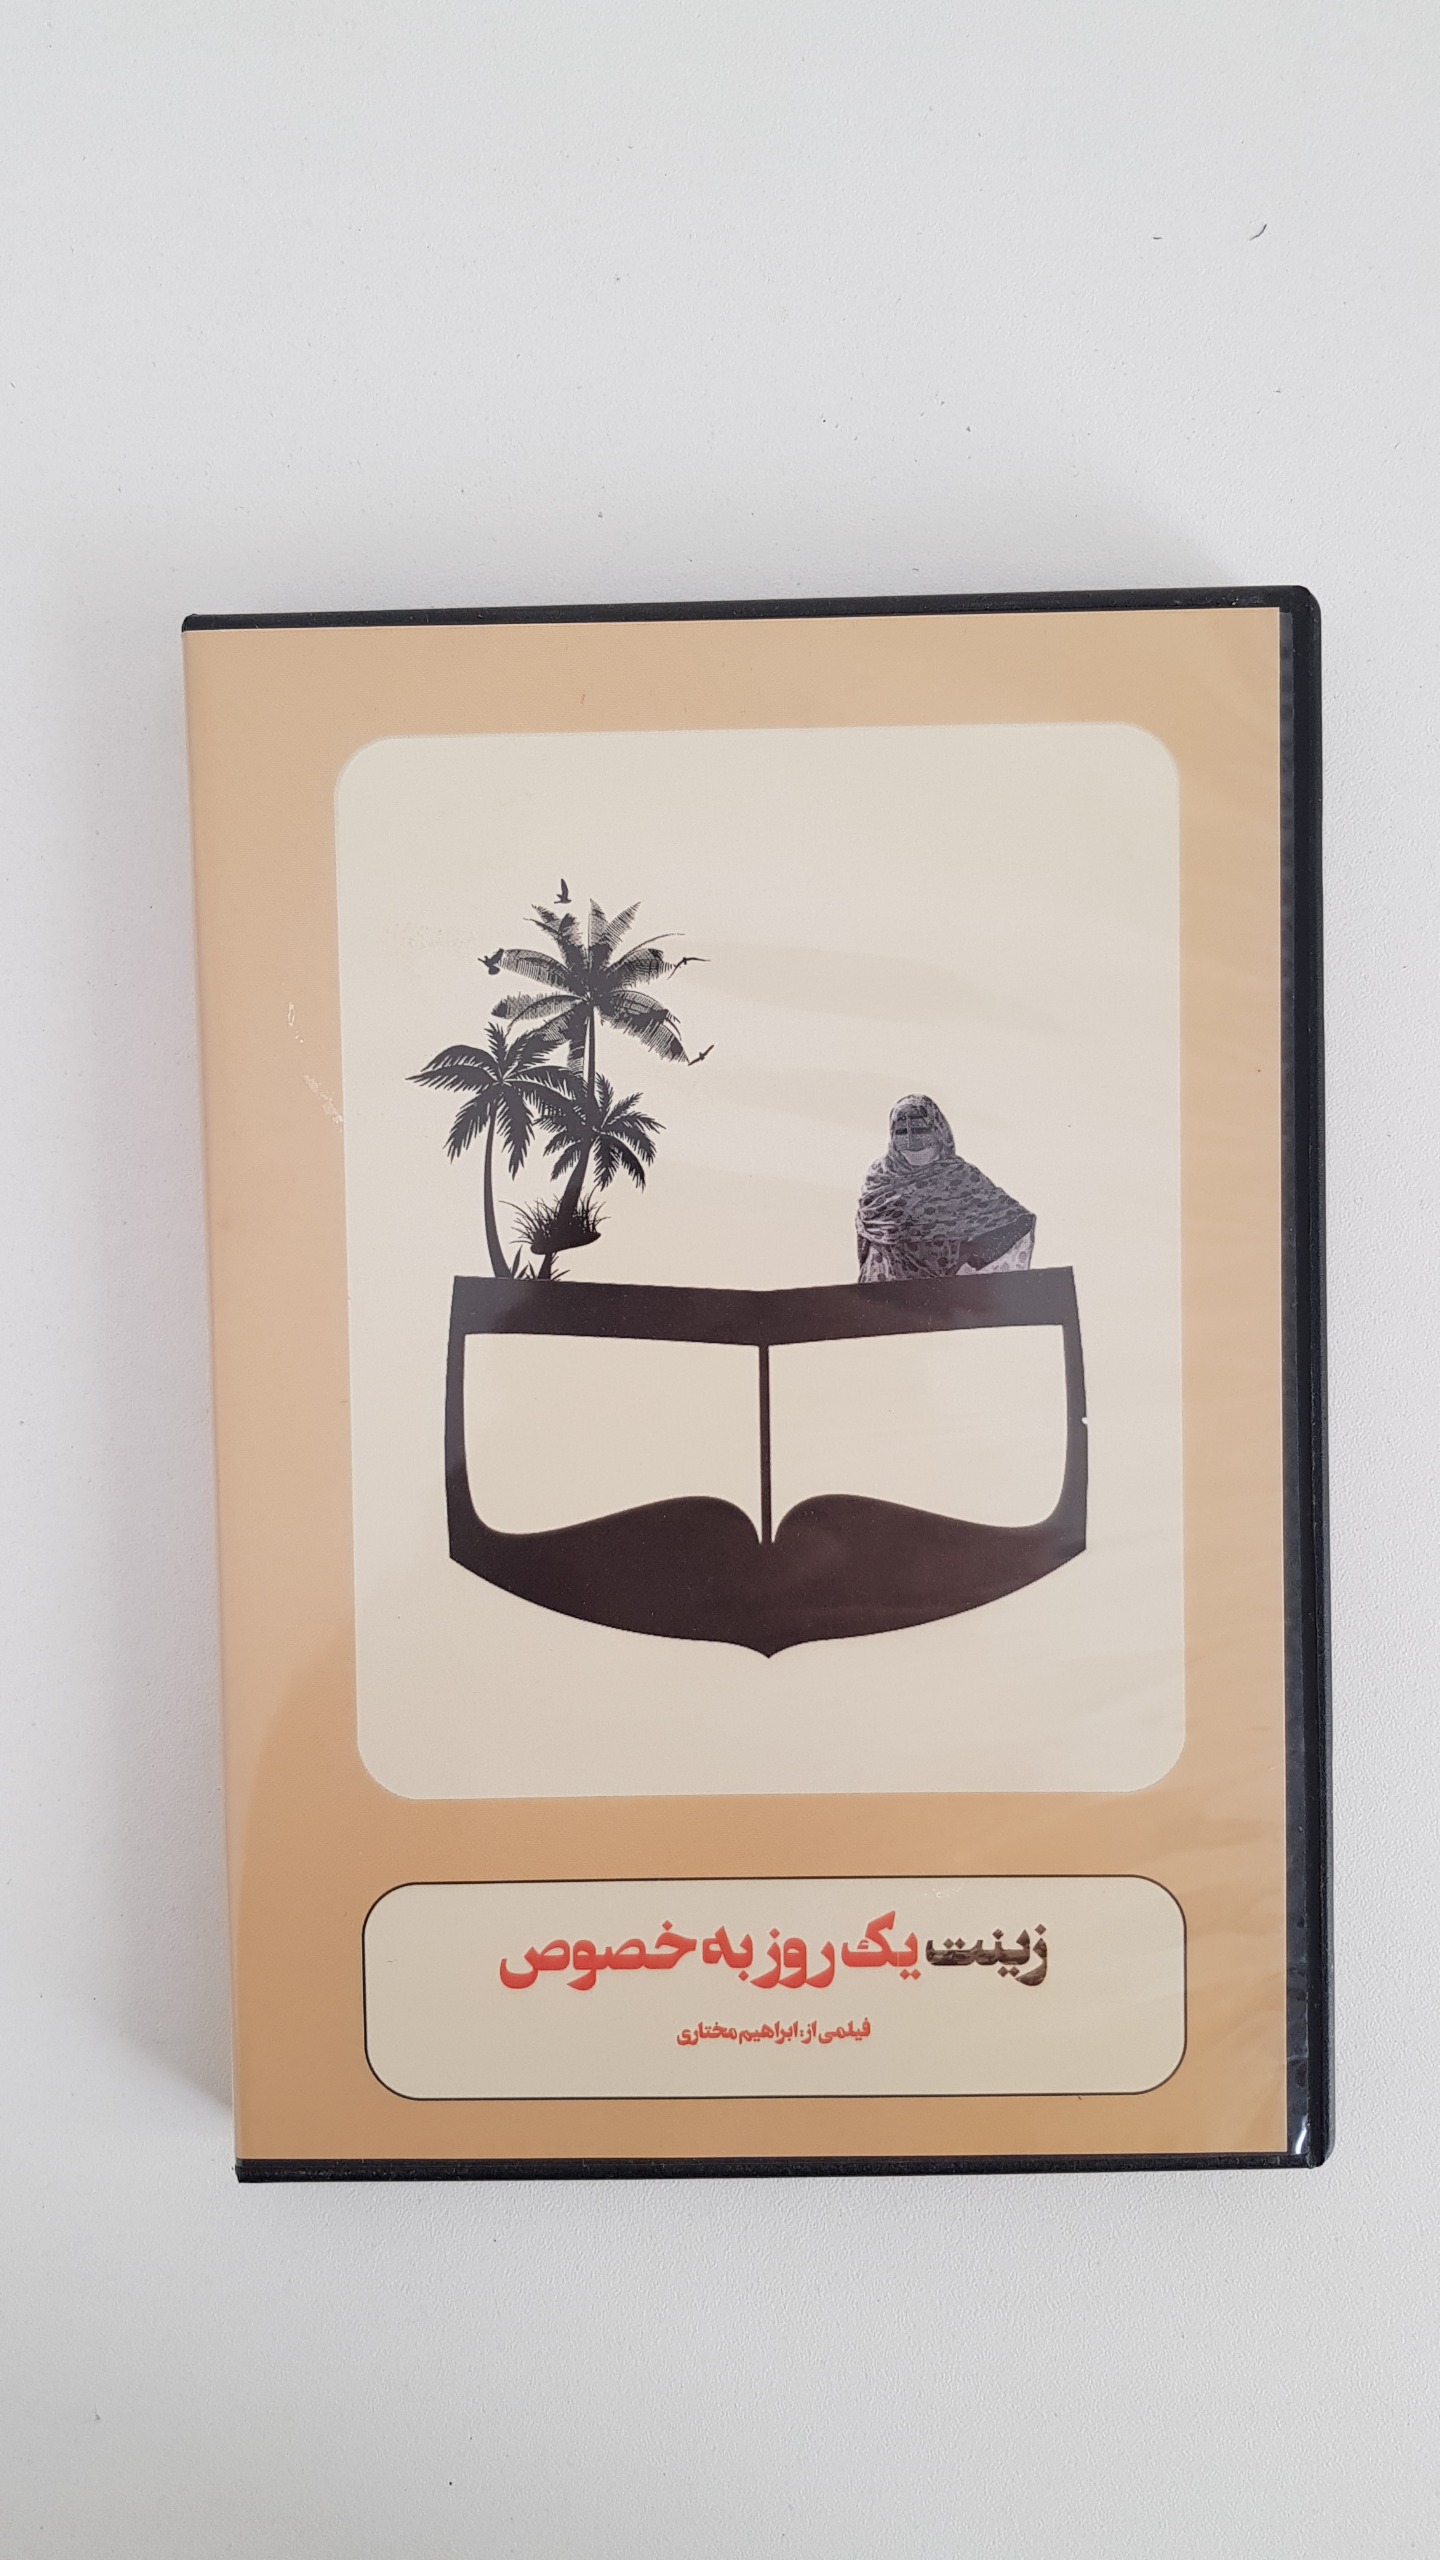 زینت یک روز به خصوص
فیلمی از: ابراهیم مختاری